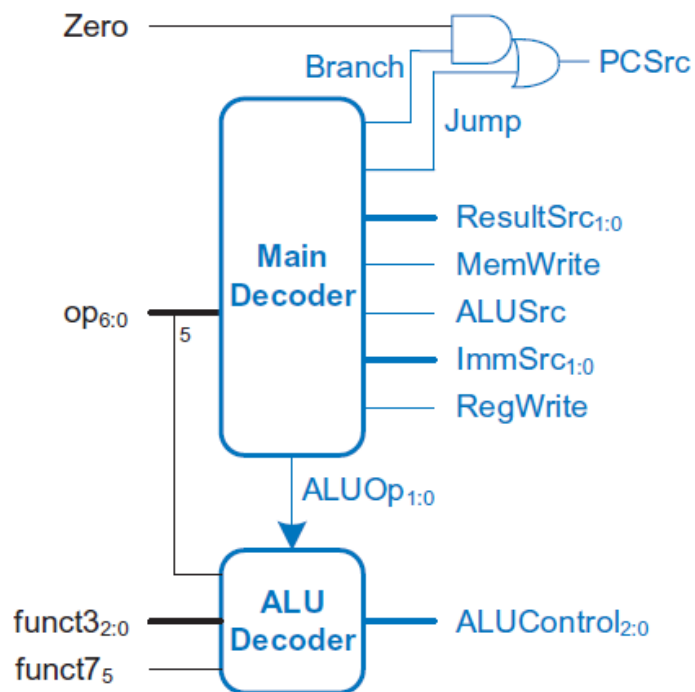 Zero
Branch
PCSrc
Jump
Main
Decoder
ResultSrc1:0
MemWrite
op6:0
5
ALUSrc
ImmSrc1:0
RegWrite
ALUOp1:0
ALU
Decoder
funct32:0
funct75
ALUControl2:0